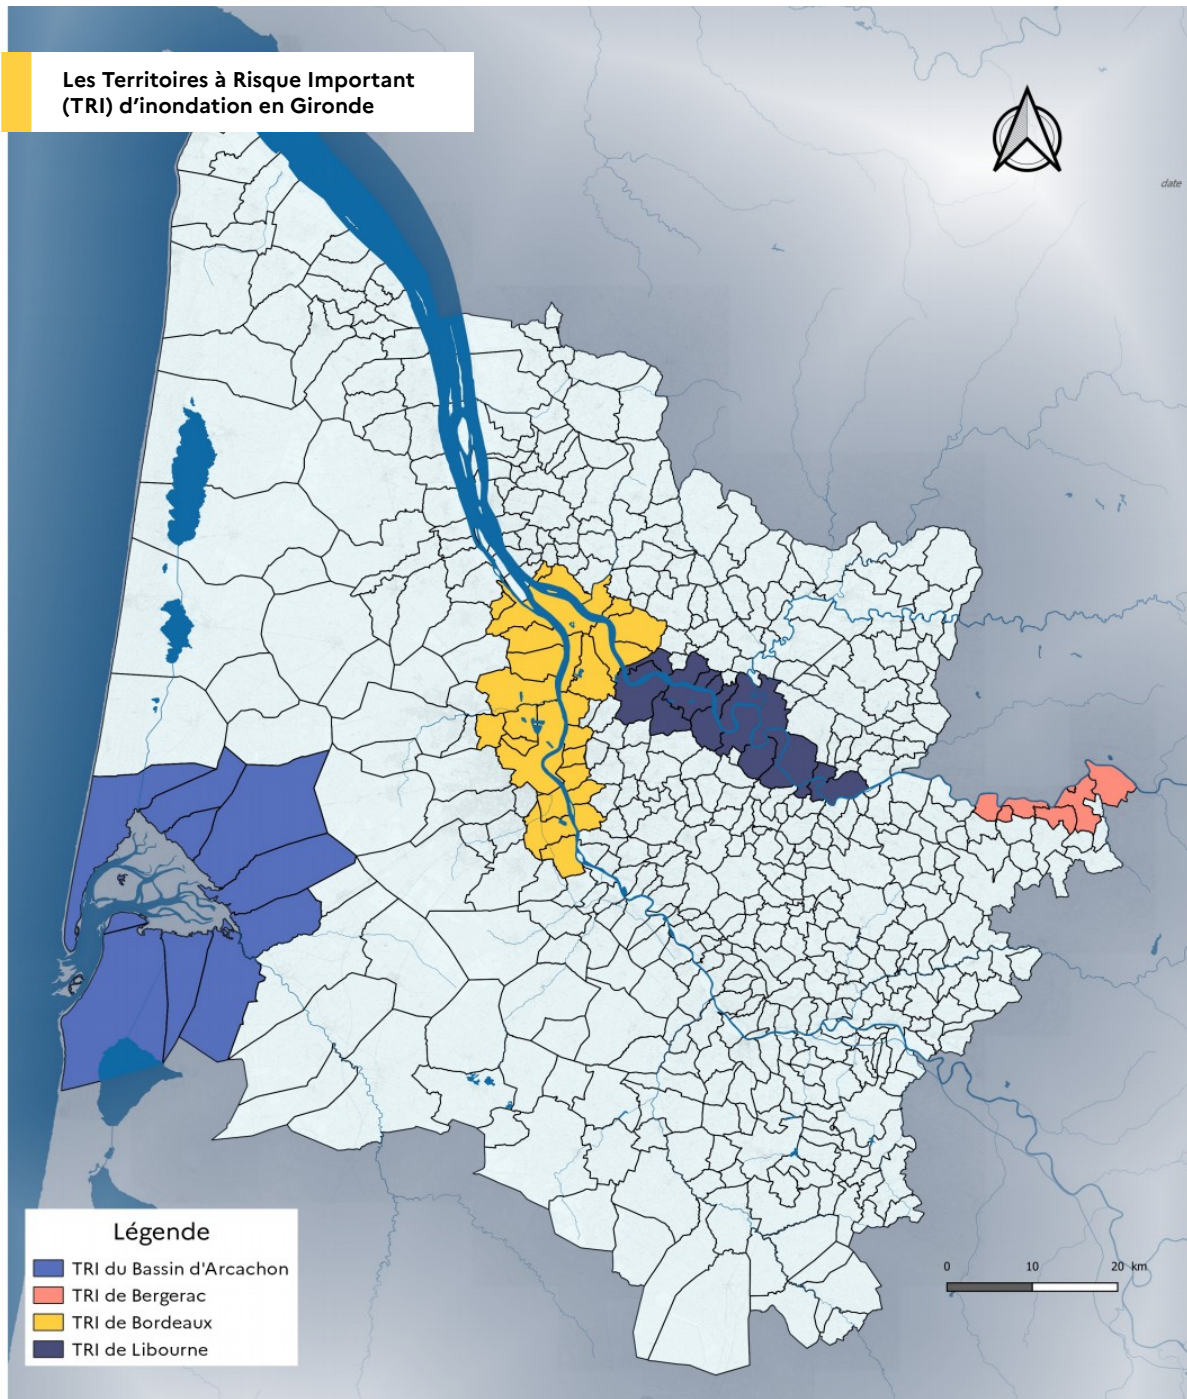 Les Territoires à Risque Important
(TRI) d'inondation en Gironde
date
Légende
TRI du Bassin d'Arcachon
TRI de Bergerac
TRI de Bordeaux
TRI de Libourne
0 10 20 km